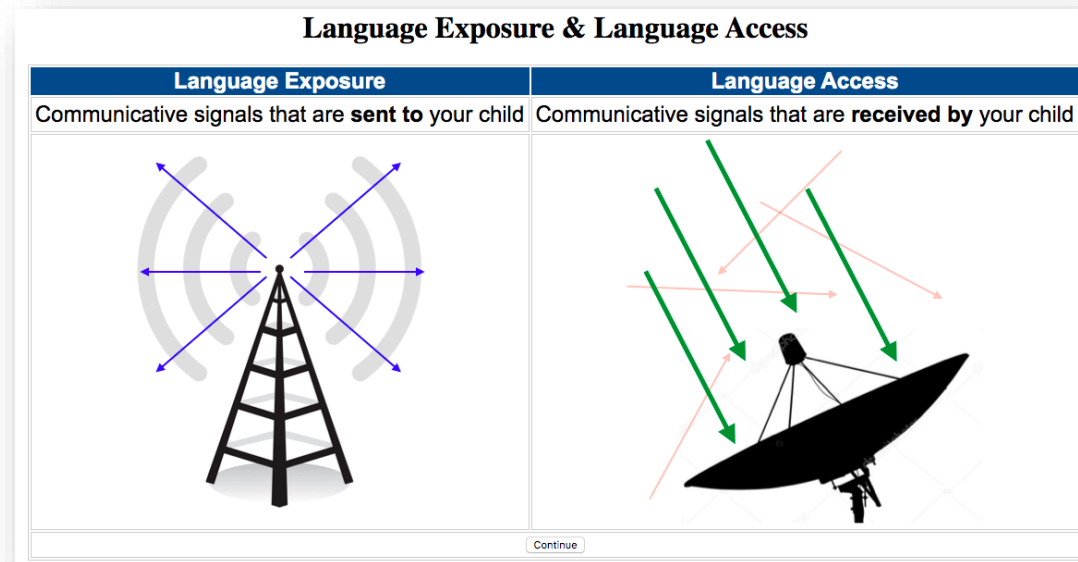 Language Exposure & Language Access
Language Exposure
Language Access
Communicative signals that are sent to your child
Communicative signals that are received by your child
Continue